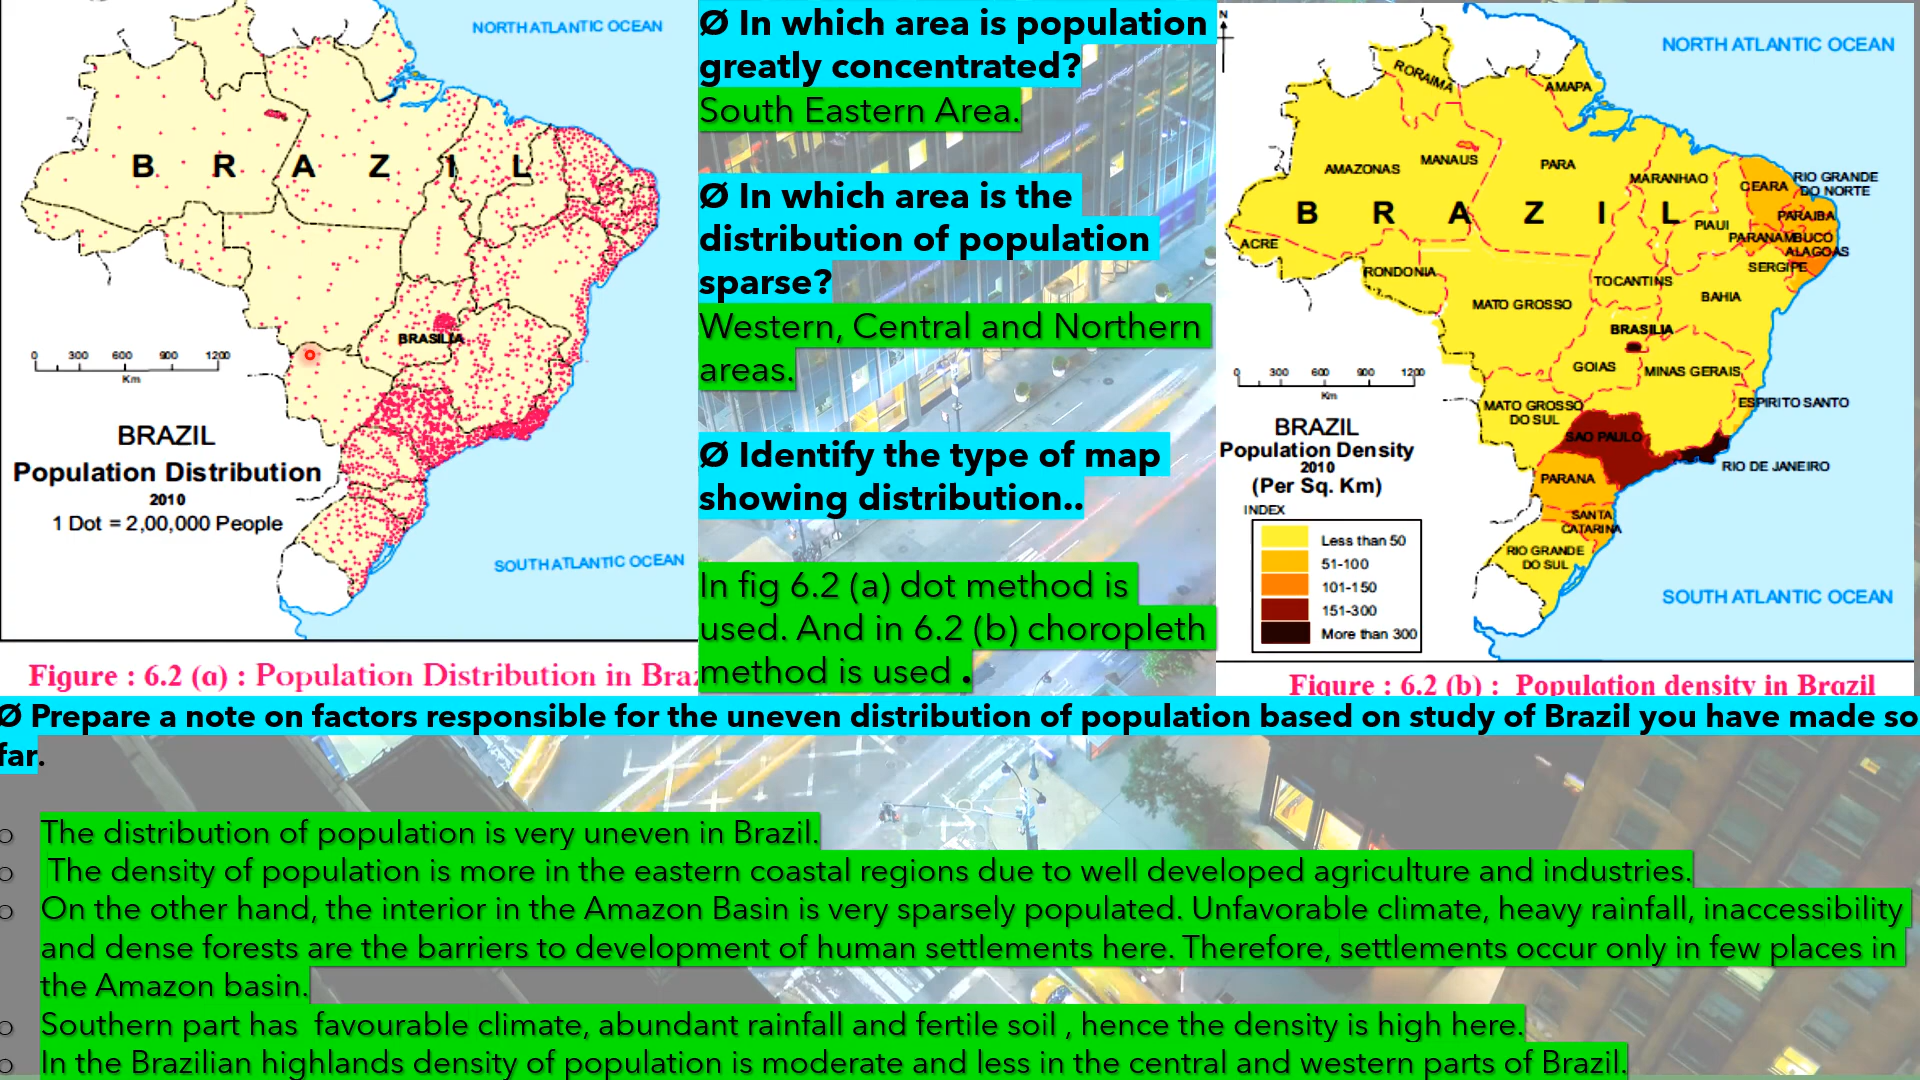 NORTH ATLANTIC OCEAN
B R A Z I L
BRASILIA
0 300 600 900 1200
Km
BRAZIL
Population Distribution
2010
1 Dot = 2,00,000 People
SOUTH ATLANTIC OCEAN
Figure : 6.2 (a) : Population Distribution in Braz
Ø In which area is population
greatly concentrated?
South Eastern Area.
Ø In which area is the
distribution of population
sparse?
Western, Central and Northern
areas.
Ø Identify the type of map
showing distribution..
In fig 6.2 (a) dot method is
used. And in 6.2 (b) choropleth
method is used .
N
NORTH ATLANTIC OCEAN
RORAIMA
AMAPA
AMAZONAS
MANAUS
PARA
MARANHAO
CEARA
RIO GRANDE
DO NORTE
B R A Z I L
PARAIBA
PIAUI
PARANAMBUCO
ACRE
ALAGOAS
SERGIPE
RONDONIA
TOCANTINS
MATO GROSSO
BAHIA
BRASILIA
GOIAS
MINAS GERAIS
0 300 600 900 1200
Km
MATO GROSSO
DO SUL
ESPIRITO SANTO
BRAZIL
Population Density
2010
(Per Sq. Km)
SAO PAULO
RIO DE JANEIRO
PARANA
INDEX
SANTA
CATARINA
Less than 50
51-100
101-150
151-300
More than 300
RIO GRANDE
DO SUL
SOUTH ATLANTIC OCEAN
Figure : 6.2 (b) : Population density in Brazil
Ø Prepare a note on factors responsible for the uneven distribution of population based on study of Brazil you have made so
far.
o The distribution of population is very uneven in Brazil.
o The density of population is more in the eastern coastal regions due to well developed agriculture and industries.
o On the other hand, the interior in the Amazon Basin is very sparsely populated. Unfavorable climate, heavy rainfall, inaccessibility
and dense forests are the barriers to development of human settlements here. Therefore, settlements occur only in few places in
the Amazon basin.
o Southern part has favourable climate, abundant rainfall and fertile soil , hence the density is high here.
o In the Brazilian highlands density of population is moderate and less in the central and western parts of Brazil.